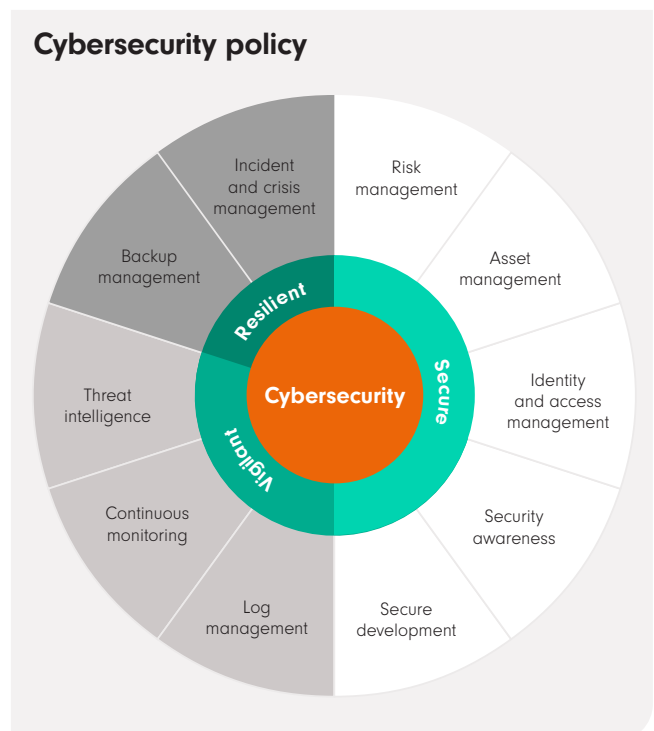 Cybersecurity policy
Incident
and crisis
management
Risk
management
Backup
management
Asset
management
Resilient
Threat
intelligence
Cybersecurity
Secure
Identity
and access
management
Vigilant
Continuous
monitoring
Security
awareness
Log
management
Secure
development